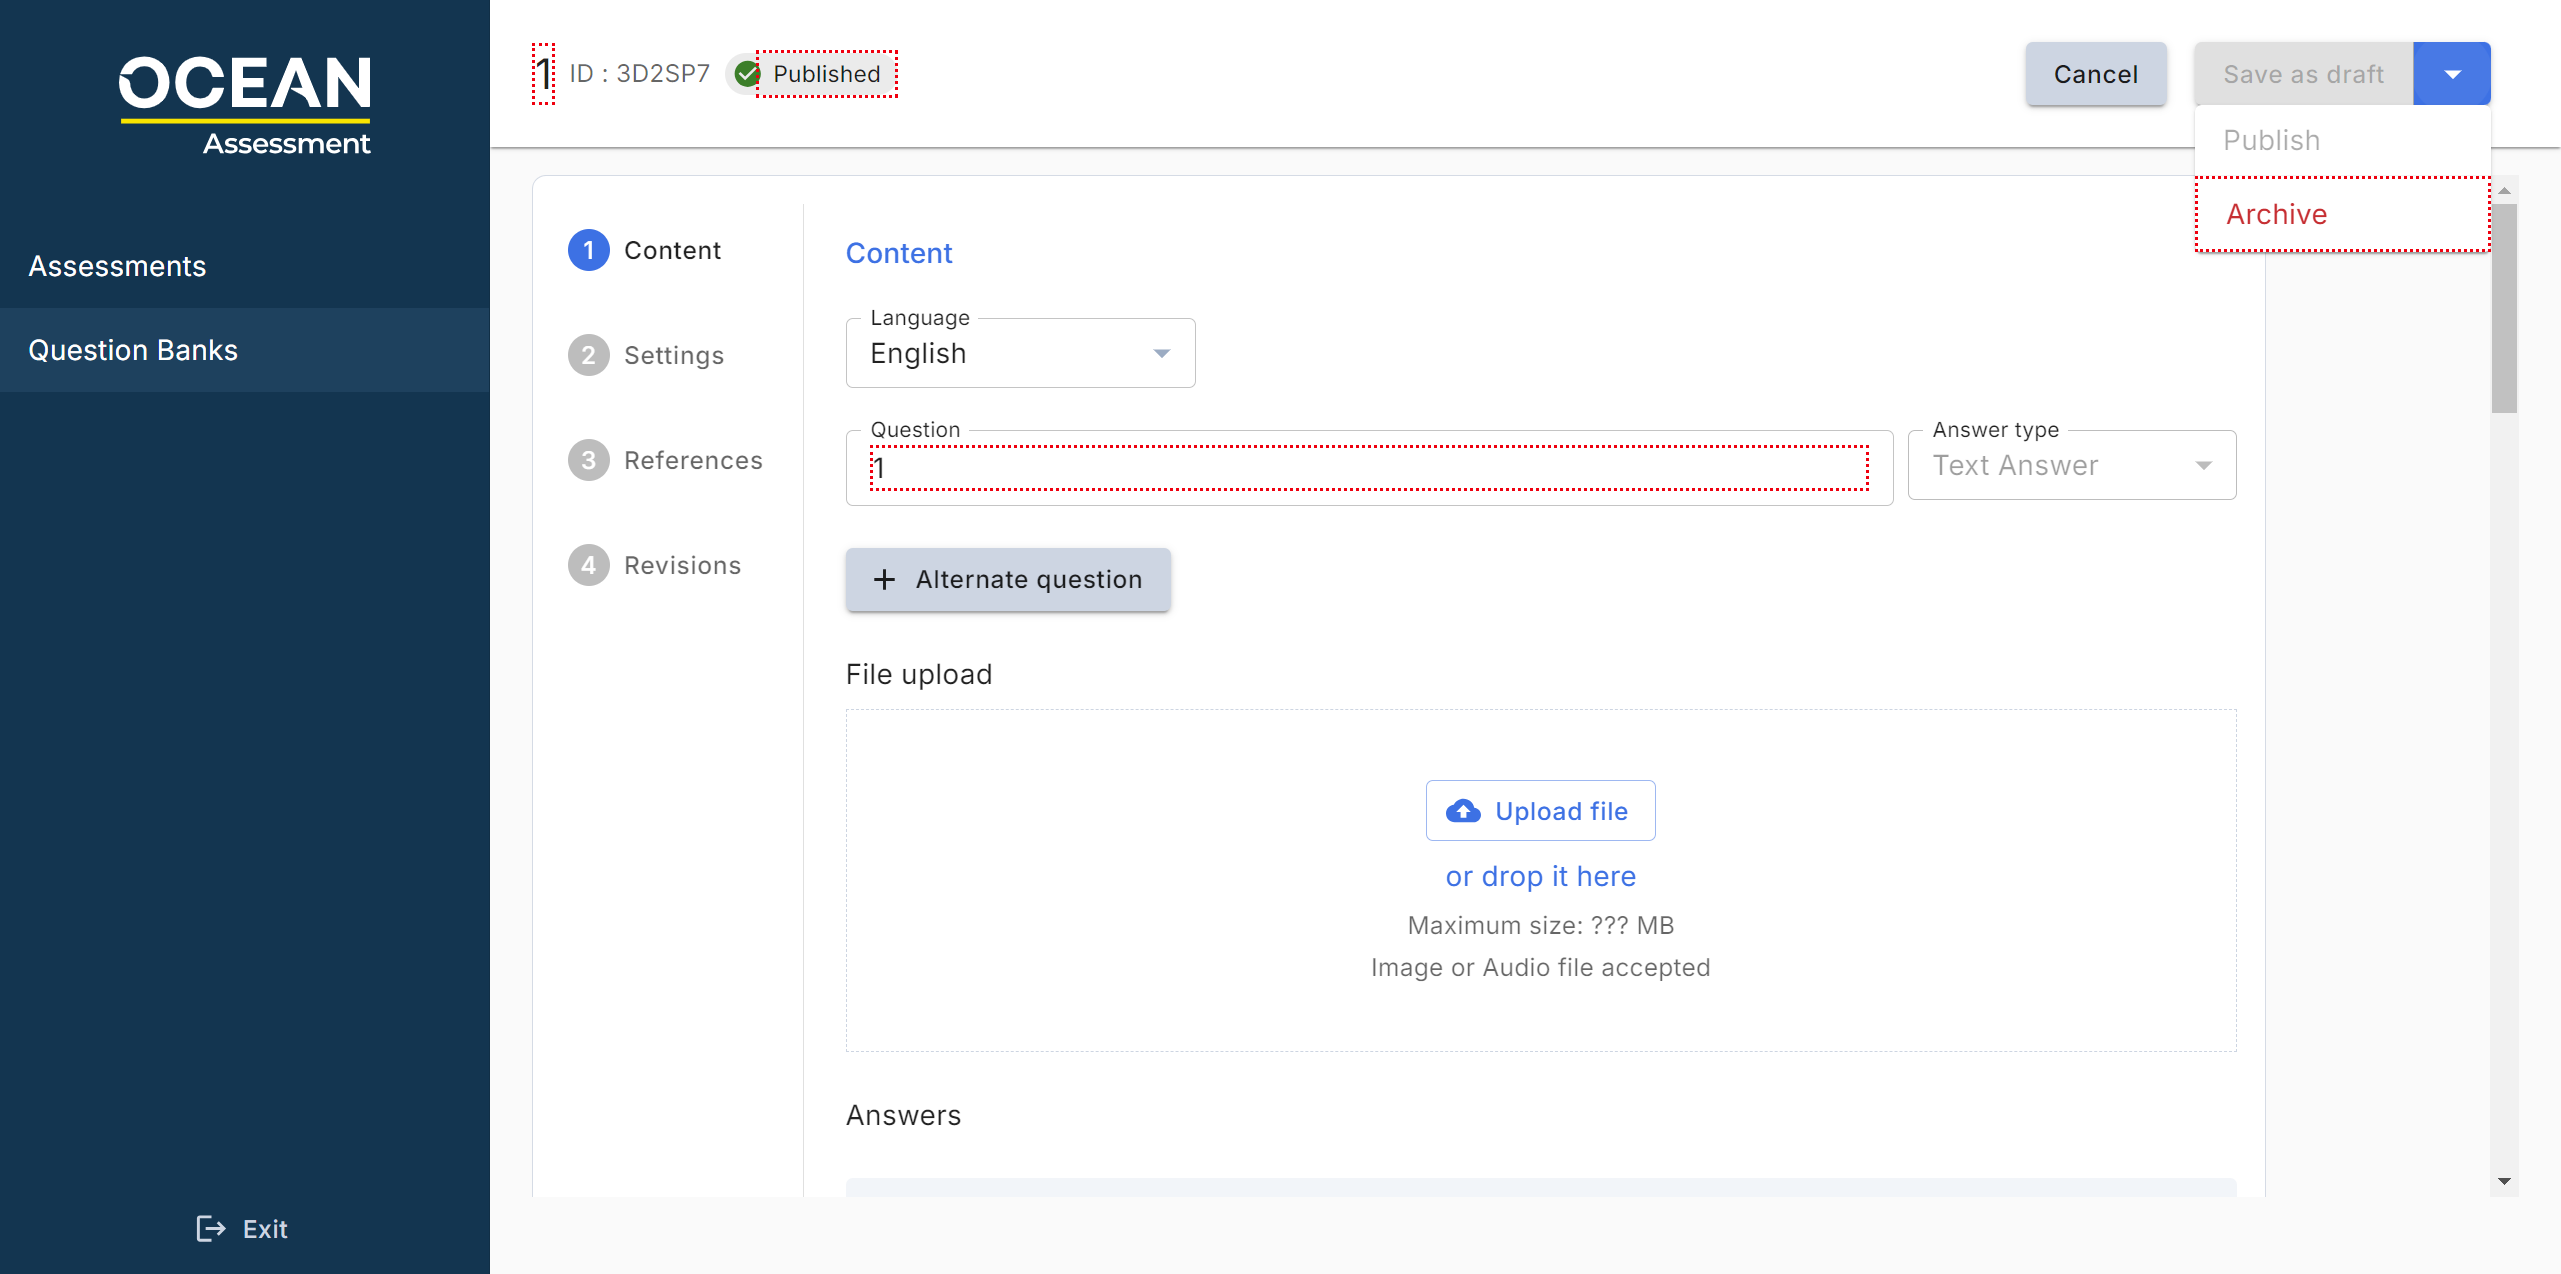 OCEAN
Assessment
Assessments
Question Banks
Exit
1 ID : 3D2SP7 Published
Cancel
Save as draft
Publish
Archive
1 Content
2 Settings
3 References
4 Revisions
Content
Language
English
Question
1
Answer type
Text Answer
+ Alternate question
File upload
Upload file
or drop it here
Maximum size: ??? MB
Image or Audio file accepted
Answers